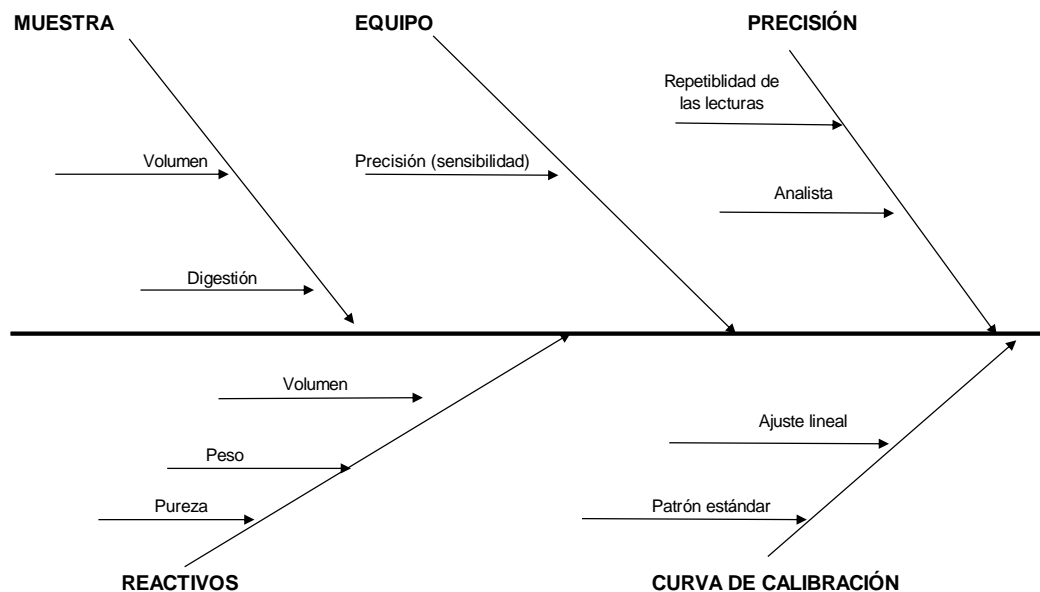 MUESTRA
EQUIPO
PRECISIÓN
Repetiblidad de
las lecturas
Volumen
Precisión (sensibilidad)
Analista
Digestión
Volumen
Ajuste lineal
Peso
Pureza
Patrón estándar
REACTIVOS
CURVA DE CALIBRACIÓN